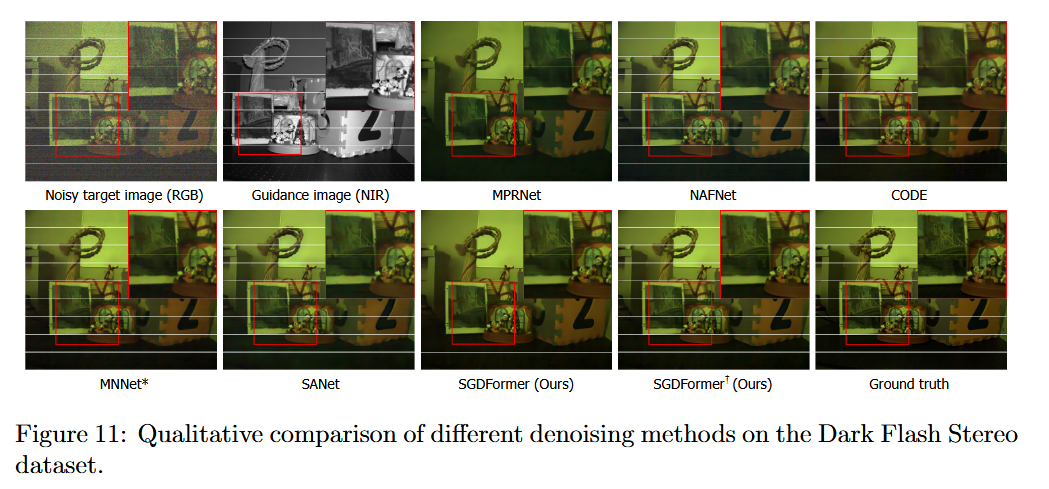 Noisy target image (RGB)
Guidance image (NIR)
MPRNet
NAFNet
CODE
MNNet*
SANet
SGDFormer (Ours)
SGDFormer† (Ours)
Ground truth
Figure 11: Qualitative comparison of different denoising methods on the Dark Flash Stereo
dataset.